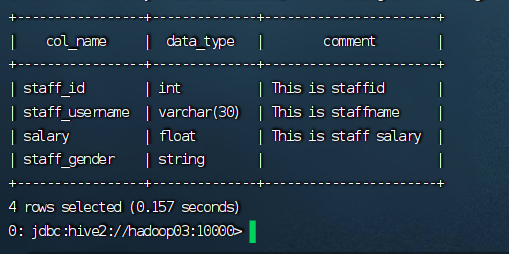 +----------------+-------------+---------------------+
| col_name | data_type | comment |
+----------------+-------------+---------------------+
| staff_id | int | This is staffid |
| staff_username | varchar(30) | This is staffname |
| salary | float | This is staff salary |
| staff_gender | string | |
+----------------+-------------+---------------------+
4 rows selected (0.157 seconds)
0: jdbc:hive2://hadoop03:10000>